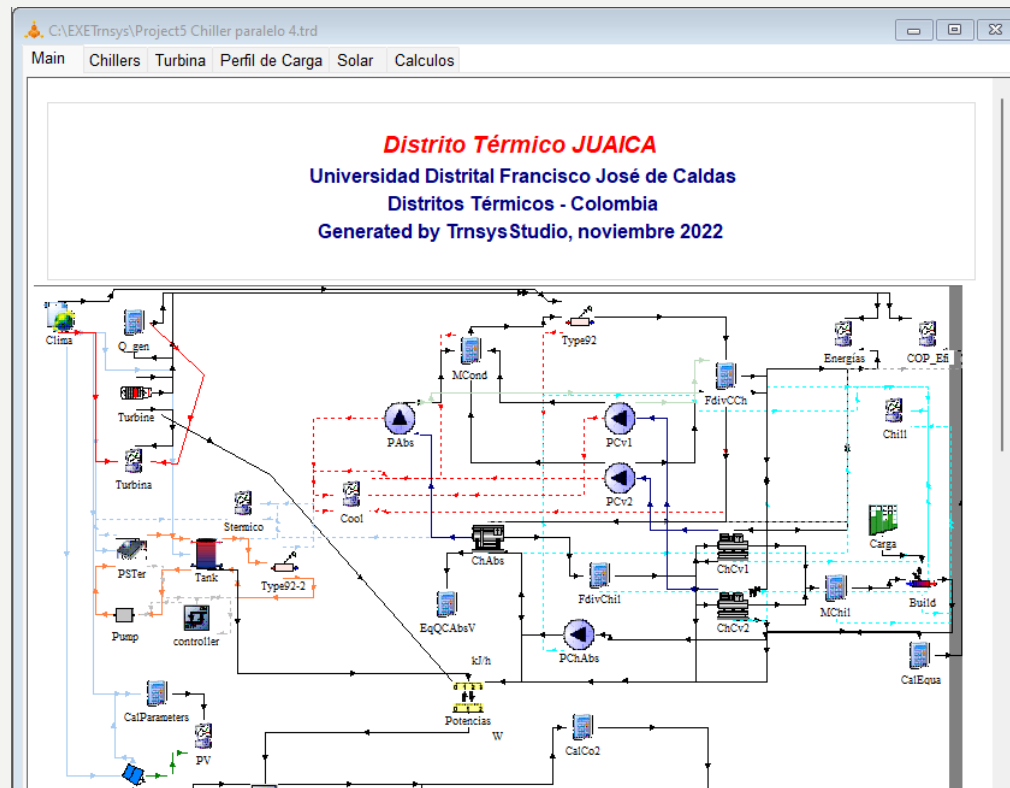 C:\EXETrnsys\Project5 Chiller paralelo 4.trd
Main Chillers Turbina Perfil de Carga Solar Calculos
Distrito Térmico JUAICA
Universidad Distrital Francisco José de Caldas
Distritos Térmicos - Colombia
Generated by TrnsysStudio, noviembre 2022
Clima
Q_gen
Type92
MCond
Energías
COP_Efi
FdivCCh
Turbine
PAbs
PCv1
Chill
Turbina
PCv2
Stermico
Cool
Carga
ChAbs
ChCv1
PSTer
Tank
Type92-2
FdivChil
MChil
Build
EqQCAbsV
ChCv2
Pump
controller
PChAbs
CalEqua
kJ/h
CalParameters
Potencias
W
CalCo2
PV